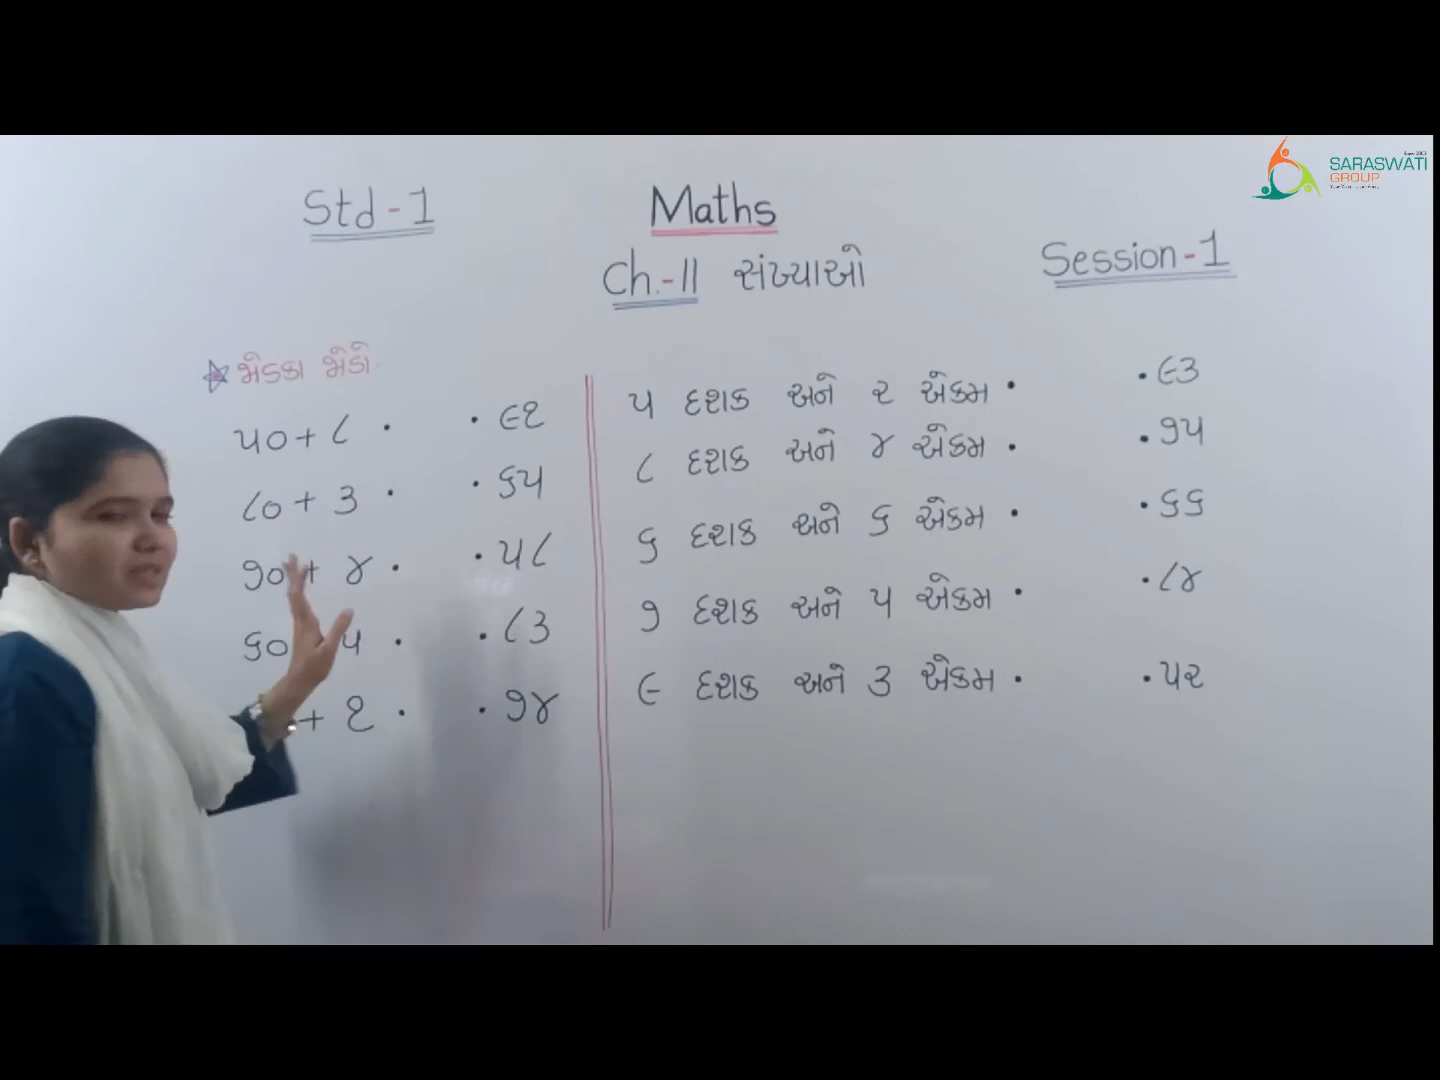 Std-1
Maths
Ch.-11 સંખ્યાઓ
Session-1
SARASWATI
GROUP
જોડકા જોડો.
૫૦+૮ . . ૯૧
૮૦+૩ . . ૬૫
૭૦+ ૪ . . ૫૮
૬૦ ૫ . . ૮૩
+ ૧ . . ૭૪
૫ દશક અને ૨ એકમ . . ૯૩
૮ દશક અને ૪ એકમ . . ૭૫
૬ દશક અને ૬ એકમ . . ૬૬
૭ દશક અને ૫ એકમ . . ૮૪
૯ દશક અને ૩ એકમ . . ૫૨